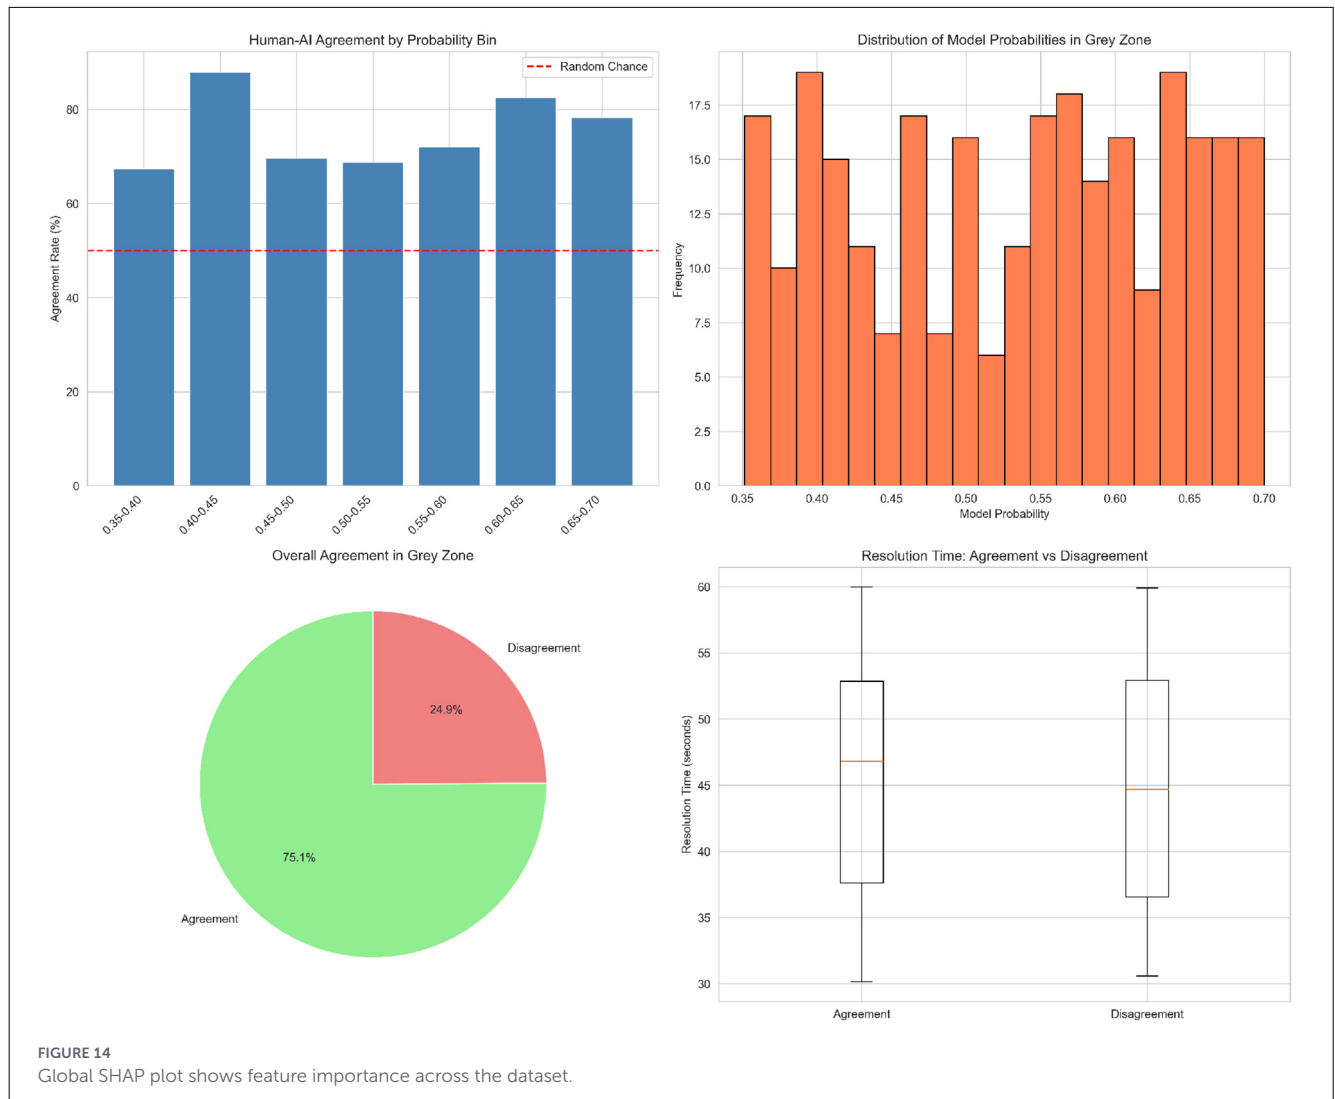 Human-AI Agreement by Probability Bin
Random Chance
Agreement Rate (%)
80
60
40
20
0
0.35-0.40
0.40-0.45
0.45-0.50
0.50-0.55
0.55-0.60
0.60-0.65
0.65-0.70
Distribution of Model Probabilities in Grey Zone
Frequency
17.5
15.0
12.5
10.0
7.5
5.0
2.5
0.0
0.35
0.40
0.45
0.50
0.55
0.60
0.65
0.70
Model Probability
Overall Agreement in Grey Zone
Disagreement
24.9%
75.1%
Agreement
Resolution Time: Agreement vs Disagreement
Resolution Time (seconds)
60
55
50
45
40
35
30
Agreement
Disagreement
FIGURE 14
Global SHAP plot shows feature importance across the dataset.